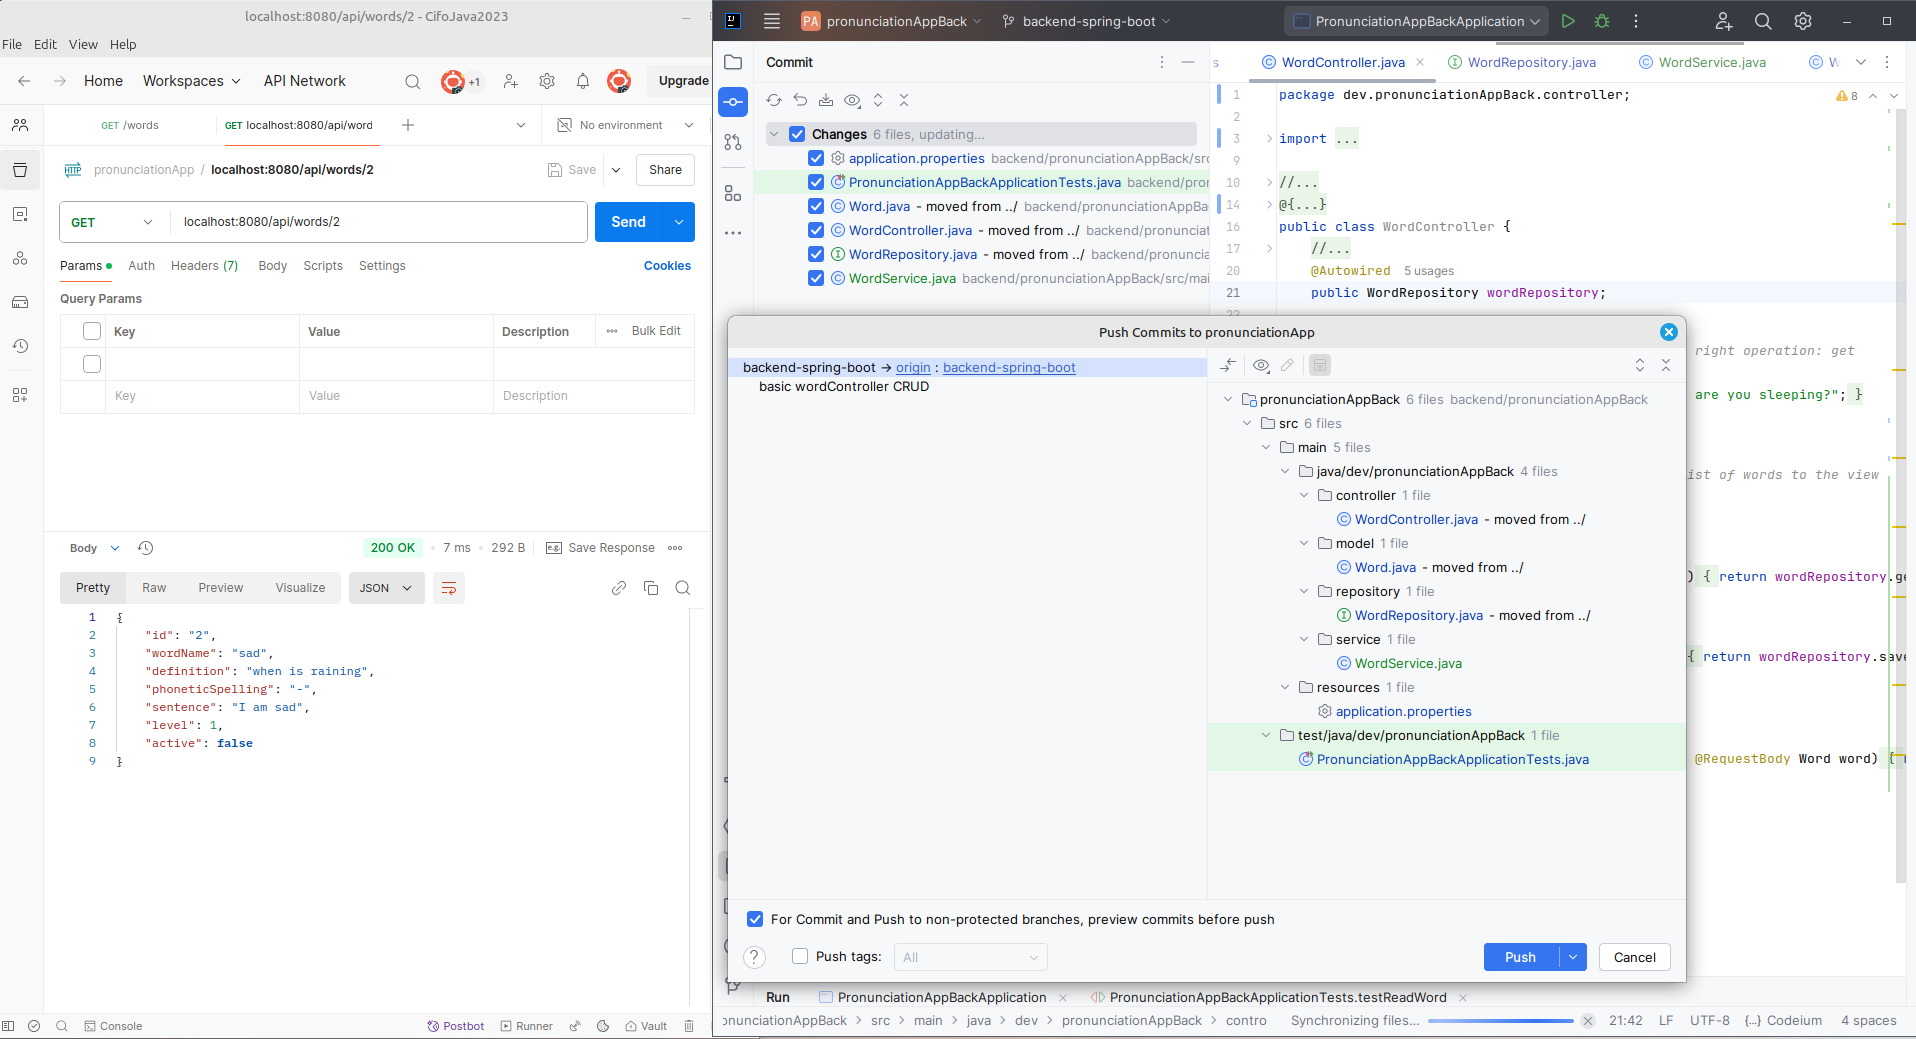 localhost:8080/api/words/2 - CifoJava2023
File Edit View Help
Home Workspaces API Network +1 Upgrade
GET /words GET localhost:8080/api/word No environment
HTTP pronunciationApp / localhost:8080/api/words/2 Save Share
GET localhost:8080/api/words/2 Send
Params Auth Headers (7) Body Scripts Settings Cookies
Query Params
Key Value Description Bulk Edit
Key Value Description
Body 200 OK 7 ms 292 B e.g. Save Response
Pretty Raw Preview Visualize JSON
1 {
2 "id": "2",
3 "wordName": "sad",
4 "definition": "when is raining",
5 "phoneticSpelling": "-",
6 "sentence": "I am sad",
7 "level": 1,
8 "active": false
9 }
Console Postbot Runner Vault
PA pronunciationAppBack backend-spring-boot PronunciationAppBackApplication
Commit
Changes 6 files, updating...
application.properties backend/pronunciationAppBack/src
PronunciationAppBackApplicationTests.java backend/pron
Word.java - moved from ../ backend/pronunciationAppBa
WordController.java - moved from ../ backend/pronunciat
WordRepository.java - moved from ../ backend/pronuncia
WordService.java backend/pronunciationAppBack/src/mai
s WordController.java WordRepository.java WordService.java W
1 package dev.pronunciationAppBack.controller; 8
2
3 import ...
9
10 //...
14 @{...}
16 public class WordController {
17 //...
20 @Autowired 5 usages
21 public WordRepository wordRepository;
22
right operation: get
are you sleeping?"; }
ist of words to the view
) { return wordRepository.ge
{ return wordRepository.save
@RequestBody Word word) {
Push Commits to pronunciationApp
backend-spring-boot → origin : backend-spring-boot
basic wordController CRUD
pronunciationAppBack 6 files backend/pronunciationAppBack
src 6 files
main 5 files
java/dev/pronunciationAppBack 4 files
controller 1 file
WordController.java - moved from ../
model 1 file
Word.java - moved from ../
repository 1 file
WordRepository.java - moved from ../
service 1 file
WordService.java
resources 1 file
application.properties
test/java/dev/pronunciationAppBack 1 file
PronunciationAppBackApplicationTests.java
For Commit and Push to non-protected branches, preview commits before push
? Push tags: All Push Cancel
Run PronunciationAppBackApplication PronunciationAppBackApplicationTests.testReadWord
onunciationAppBack > src > main > java > dev > pronunciationAppBack > contro Synchronizing files... 21:42 LF UTF-8 {...} Codeium 4 spaces